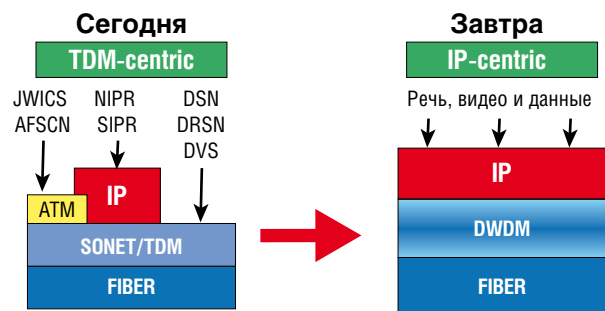 Сегодня
TDM-centric
JWICS NIPR DSN
AFSCN SIPR DRSN
DVS
IP
ATM
SONET/TDM
FIBER
Завтра
IP-centric
Речь, видео и данные
IP
DWDM
FIBER